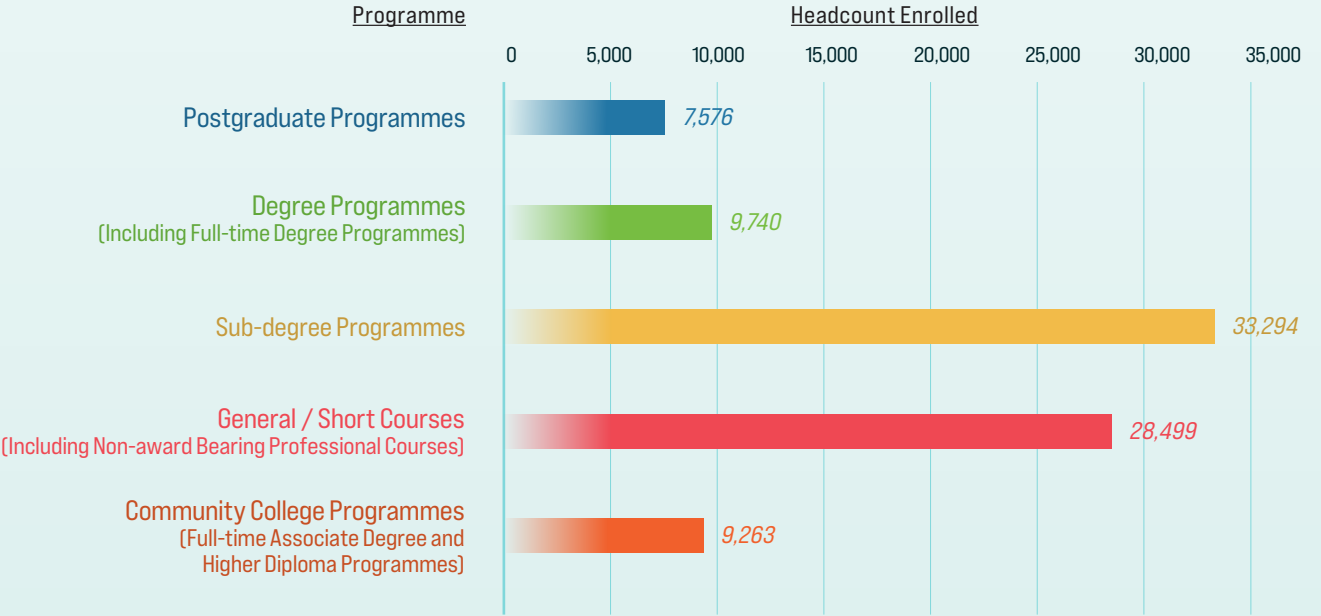 Programme
Headcount Enrolled
0 5,000 10,000 15,000 20,000 25,000 30,000 35,000
Postgraduate Programmes
7,576
Degree Programmes
(Including Full-time Degree Programmes)
9,740
Sub-degree Programmes
33,294
General / Short Courses
(Including Non-award Bearing Professional Courses)
28,499
Community College Programmes
(Full-time Associate Degree and
Higher Diploma Programmes)
9,263